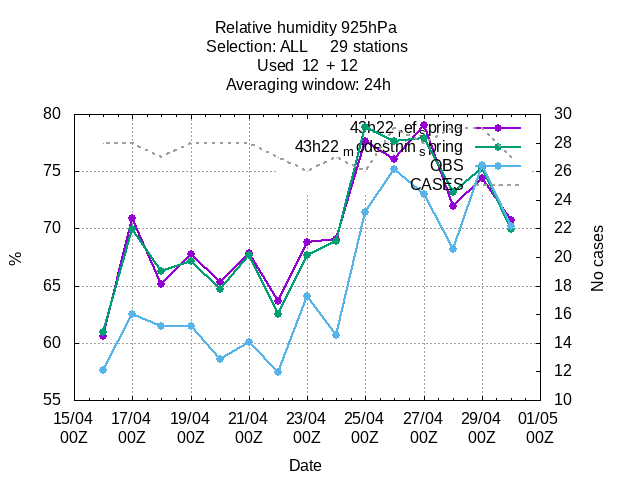 Relative humidity 925hPa
Selection: ALL 29 stations
Used 12 + 12
Averaging window: 24h
80
75
70
65
60
55
30
28
26
24
22
20
18
16
14
12
10
%
No cases
OBS
CASES
15/04 17/04 19/04 21/04 23/04 25/04 27/04 29/04 01/05
00Z 00Z 00Z 00Z 00Z 00Z 00Z 00Z 00Z
Date